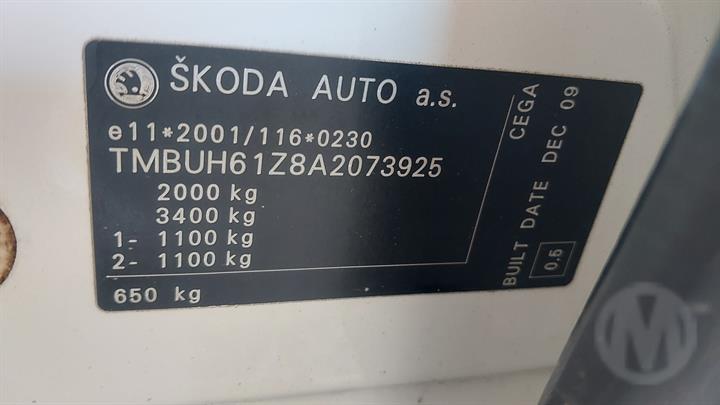 ŠKODA AUTO a.s.
e11*2001/116*0230
TMBUH61Z8A2073925
2000 kg
3400 kg
1- 1100 kg
2- 1100 kg
650 kg
CEGA
BUILT DATE DEC 09
0.5
M